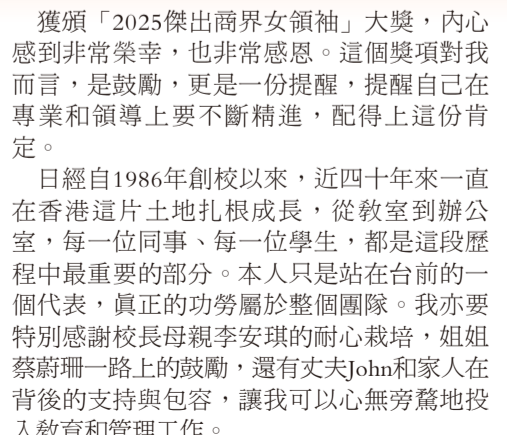 獲頒「2025傑出商界女領袖」大獎，內心
感到非常榮幸，也非常感恩。這個獎項對我
而言，是鼓勵，更是一份提醒，提醒自己在
專業和領導上要不斷精進，配得上這份肯
定。
日經自1986年創校以來，近四十年來一直
在香港這片土地扎根成長，從教室到辦公
室，每一位同事、每一位學生，都是這段歷
程中最重要的部分。本人只是站在台前的一
個代表，真正的功勞屬於整個團隊。我亦要
特別感謝校長母親李安琪的耐心栽培，姐姐
蔡蔚珊一路上的鼓勵，還有丈夫John和家人在
背後的支持與包容，讓我可以心無旁騖地投
入教育和管理工作。